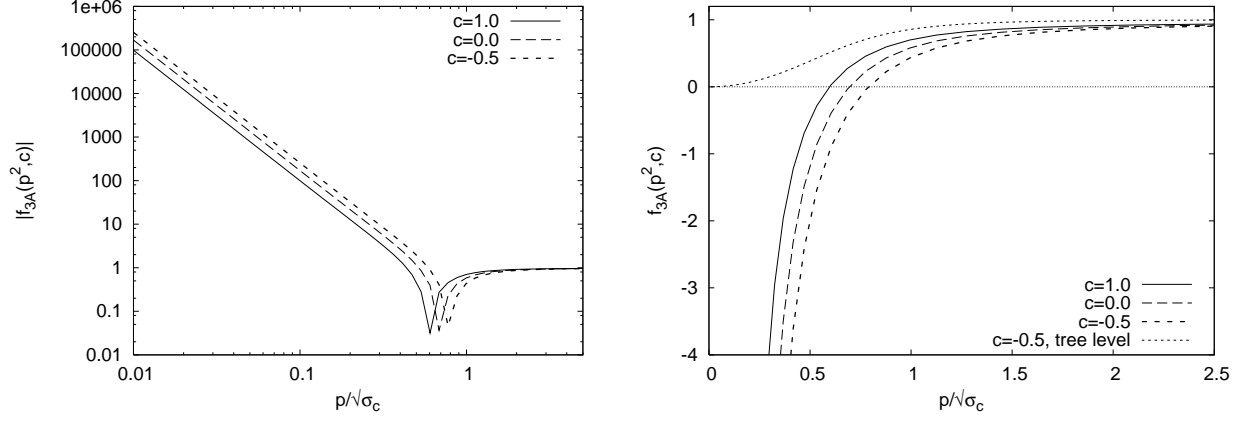 1e+06
100000
10000
1000
100
10
1
0.1
0.01
0.01
0.1
1
|f3A(p²,c)|
p/√σc
c=1.0
c=0.0
c=-0.5
1
0
-1
-2
-3
-4
0
0.5
1
1.5
2
2.5
f3A(p²,c)
p/√σc
c=1.0
c=0.0
c=-0.5
c=-0.5, tree level